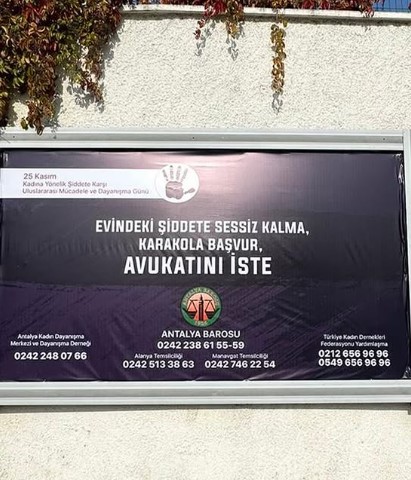 25 Kasım
Kadına Yönelik Şiddete Karşı
Uluslararası Mücadele ve Dayanışma Günü
EVİNDEKİ ŞİDDETE SESSİZ KALMA,
KARAKOLA BAŞVUR,
AVUKATINI İSTE
ANTALYA BAROSU
0242 238 61 55-59
Antalya Kadın Dayanışma
Merkezi ve Dayanışma Derneği
0242 248 07 66
Alanya Temsilciliği
0242 513 38 63
Manavgat Temsilciliği
0242 746 22 54
Türkiye Kadın Dernekleri
Federasyonu Yardımlaşma
0212 656 96 96
0549 656 96 96